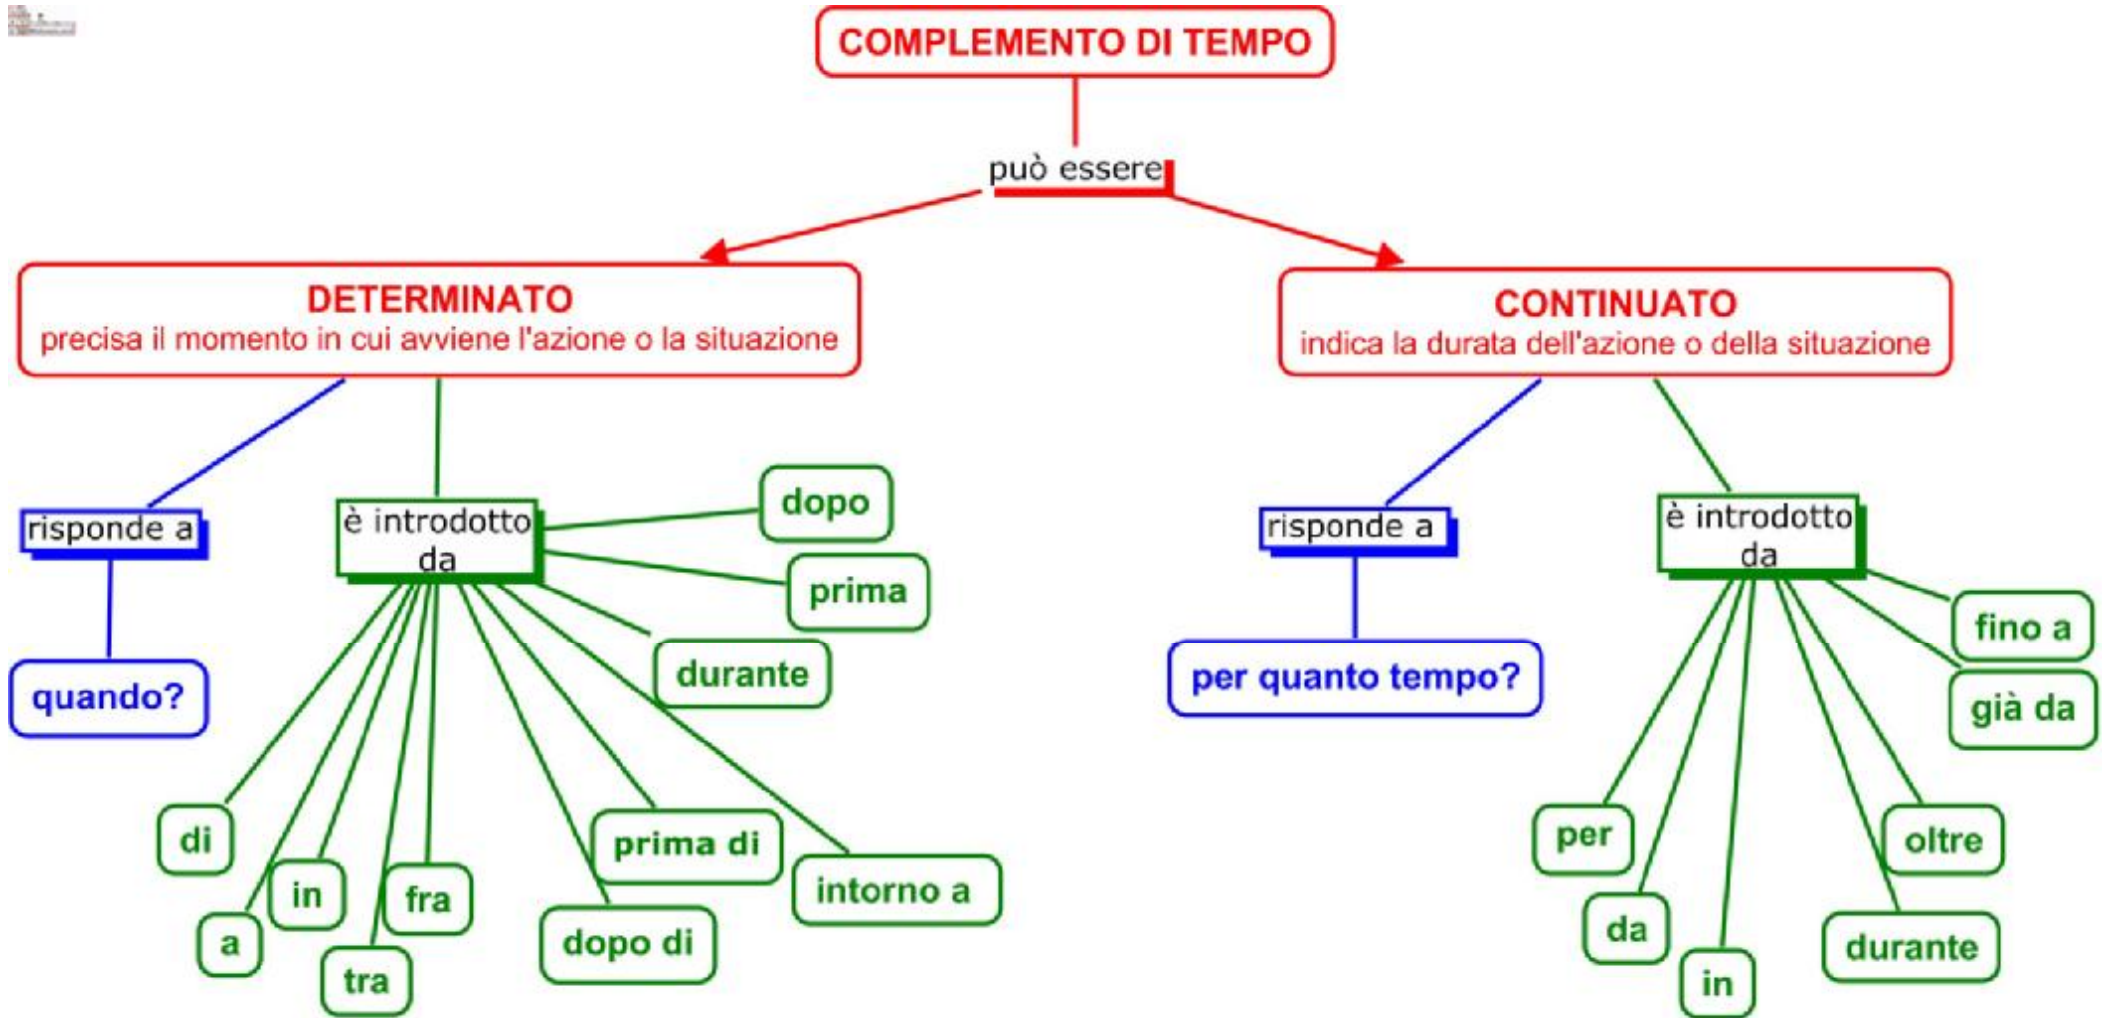 COMPLEMENTO DI TEMPO
può essere
DETERMINATO
precisa il momento in cui avviene l'azione o la situazione
CONTINUATO
indica la durata dell'azione o della situazione
risponde a
quando?
è introdotto
da
dopo
prima
durante
di
a
in
tra
fra
dopo di
prima di
intorno a
risponde a
per quanto tempo?
è introdotto
da
fino a
già da
per
da
in
durante
oltre